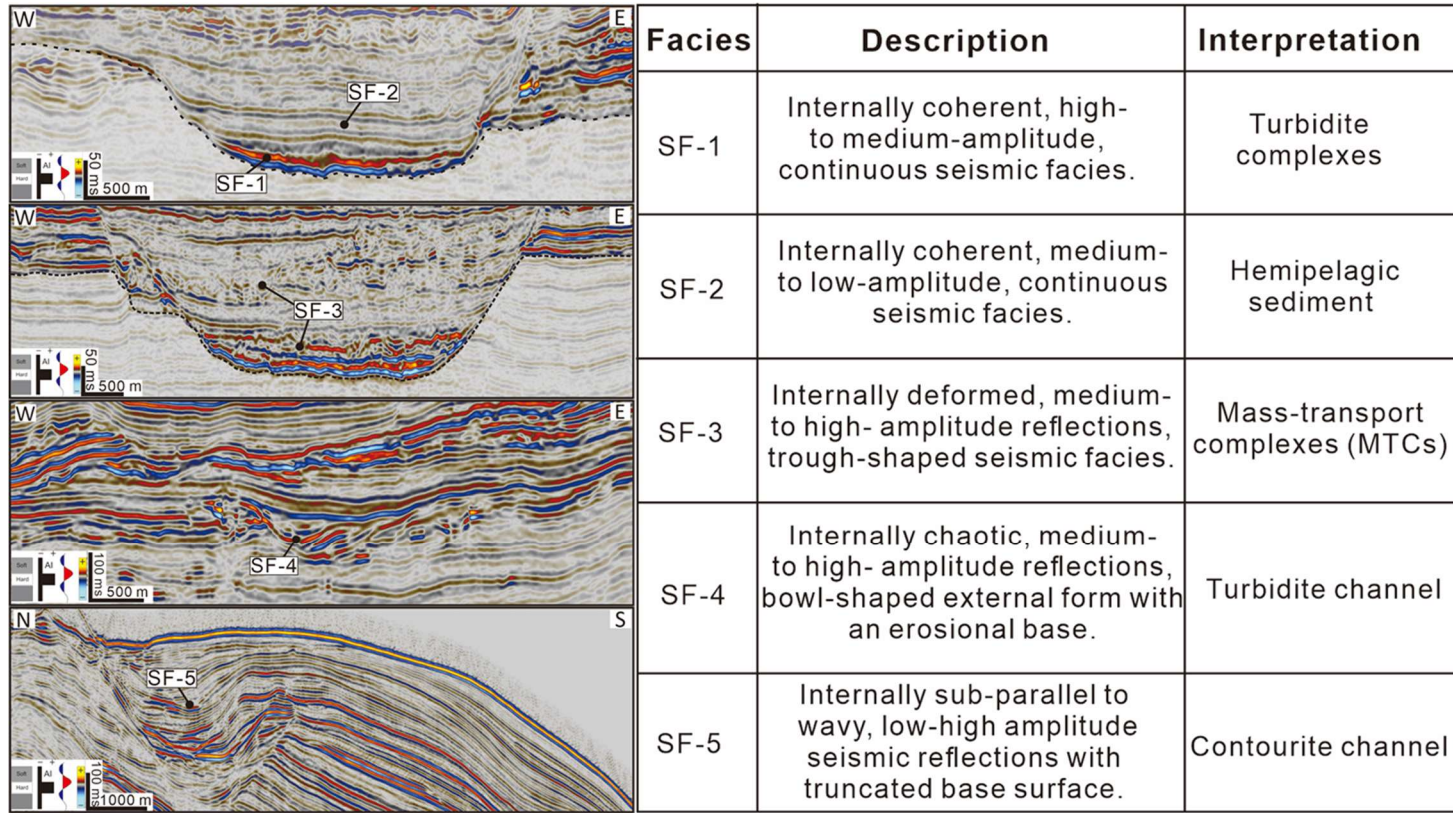 W
E
SF-2
SF-1
Soft
Hard
− +
AI
+
−
50 ms
500 m
W
E
SF-3
Soft
Hard
− +
AI
+
−
50 ms
500 m
W
E
SF-4
Soft
Hard
− +
AI
+
−
100 ms
500 m
N
S
SF-5
Soft
Hard
− +
AI
+
−
100 ms
1000 m
Facies
Description
Interpretation
SF-1
Internally coherent, high-
to medium-amplitude,
continuous seismic facies.
Turbidite
complexes
SF-2
Internally coherent, medium-
to low-amplitude, continuous
seismic facies.
Hemipelagic
sediment
SF-3
Internally deformed, medium-
to high- amplitude reflections,
trough-shaped seismic facies.
Mass-transport
complexes (MTCs)
SF-4
Internally chaotic, medium-
to high- amplitude reflections,
bowl-shaped external form with
an erosional base.
Turbidite channel
SF-5
Internally sub-parallel to
wavy, low-high amplitude
seismic reflections with
truncated base surface.
Contourite channel